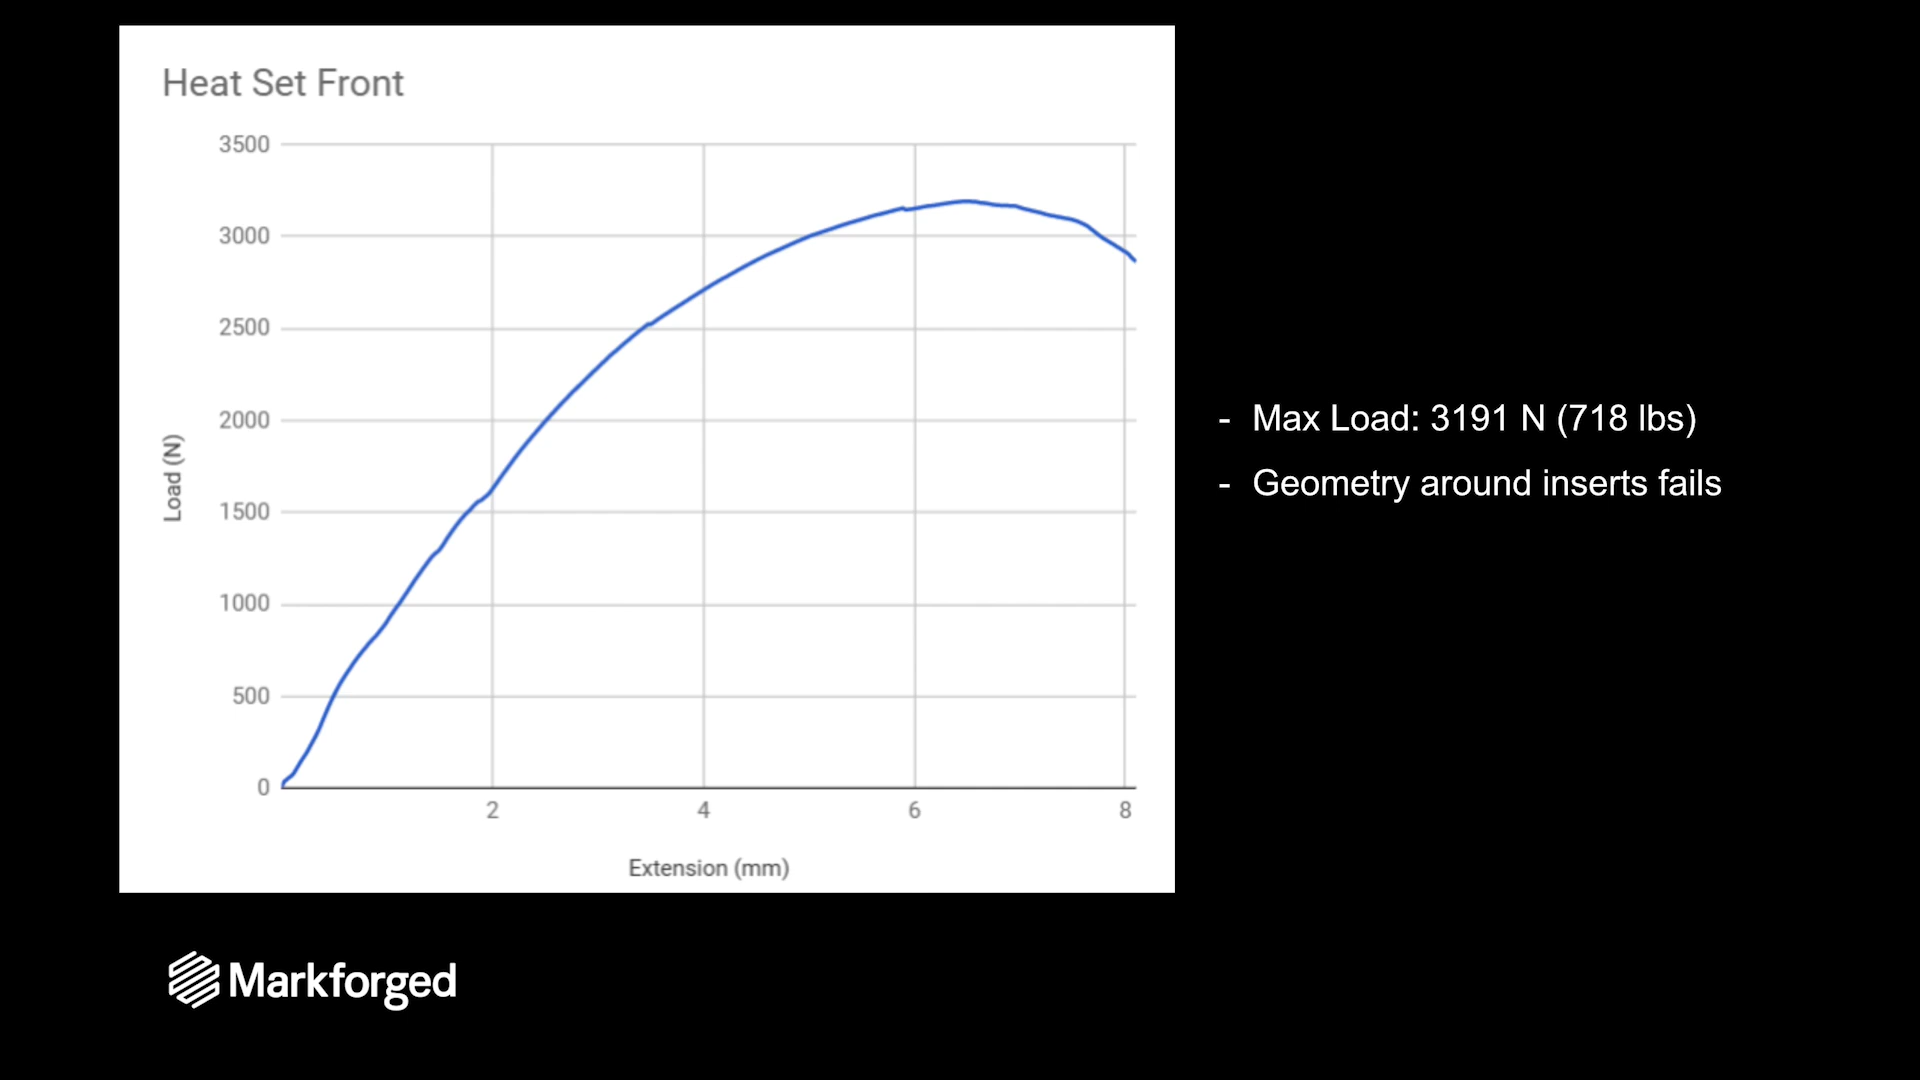 Heat Set Front
3500
3000
2500
2000
1500
1000
500
0
Load (N)
2 4 6 8
Extension (mm)
- Max Load: 3191 N (718 lbs)
- Geometry around inserts fails
Markforged